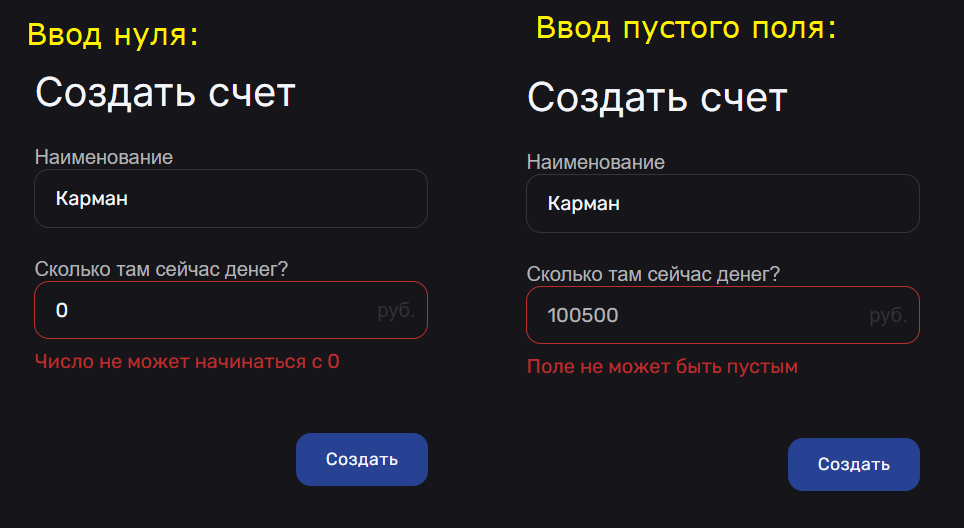 Ввод нуля:
Создать счет
Наименование
Карман
Сколько там сейчас денег?
0 руб.
Число не может начинаться с 0
Создать
Ввод пустого поля:
Создать счет
Наименование
Карман
Сколько там сейчас денег?
100500 руб.
Поле не может быть пустым
Создать